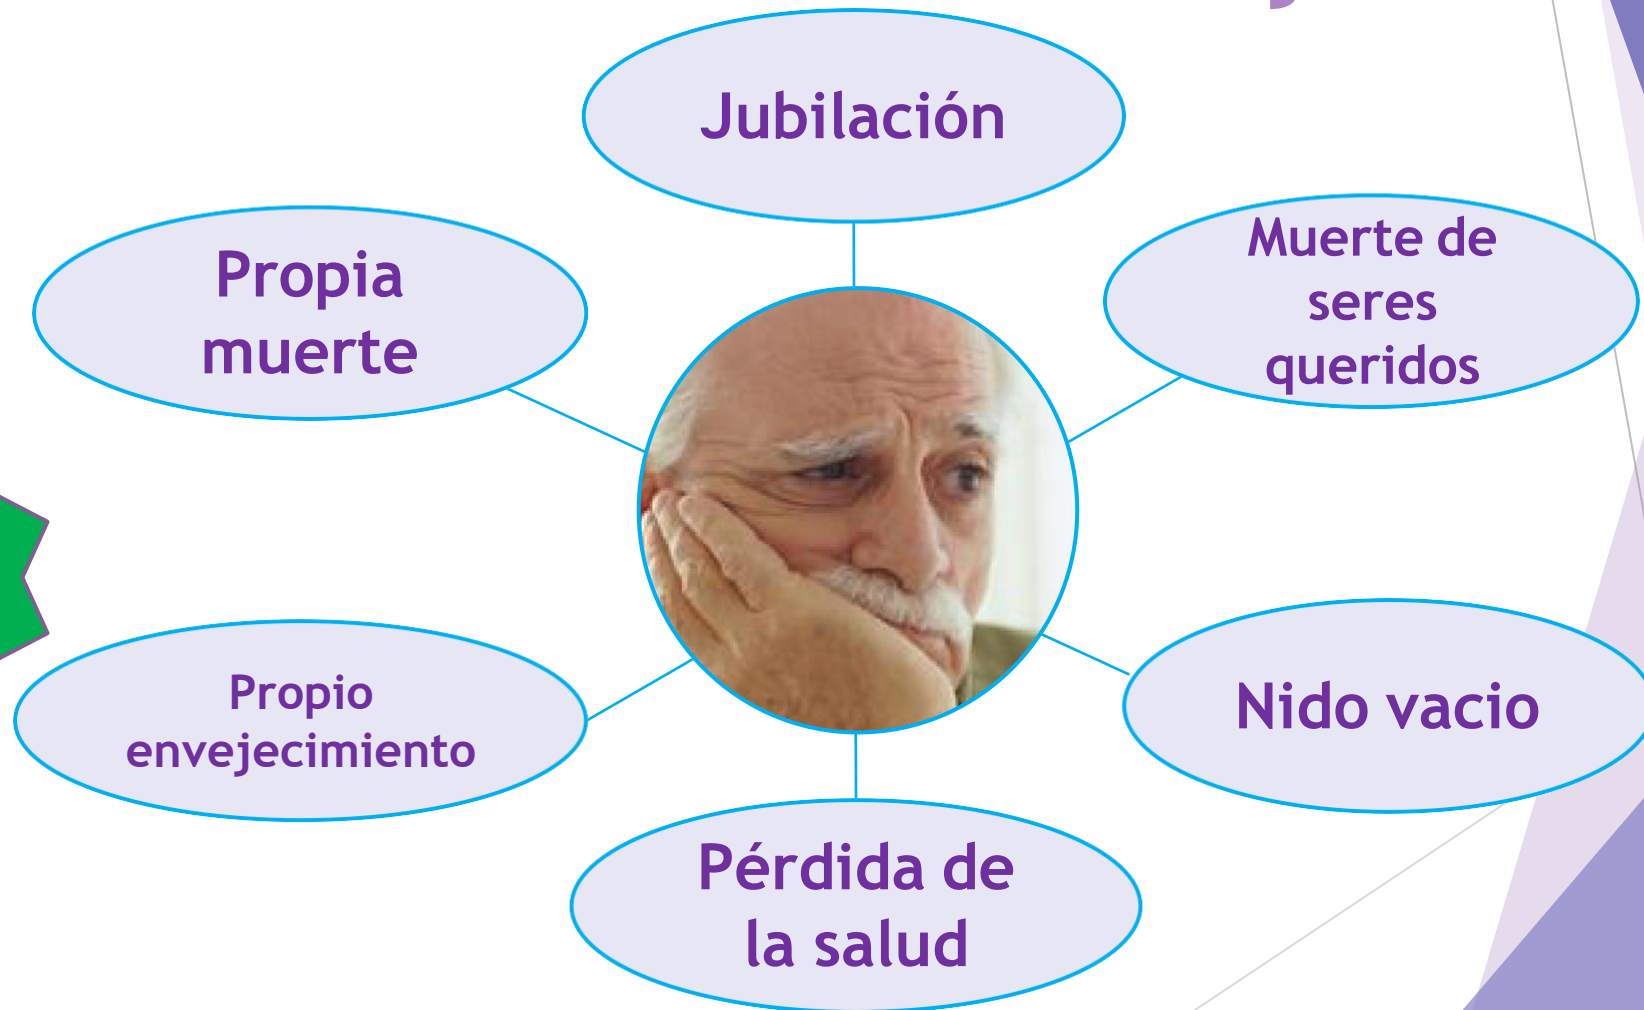 Jubilación
Muerte de
seres
queridos
Nido vacio
Pérdida de
la salud
Propio
envejecimiento
Propia
muerte